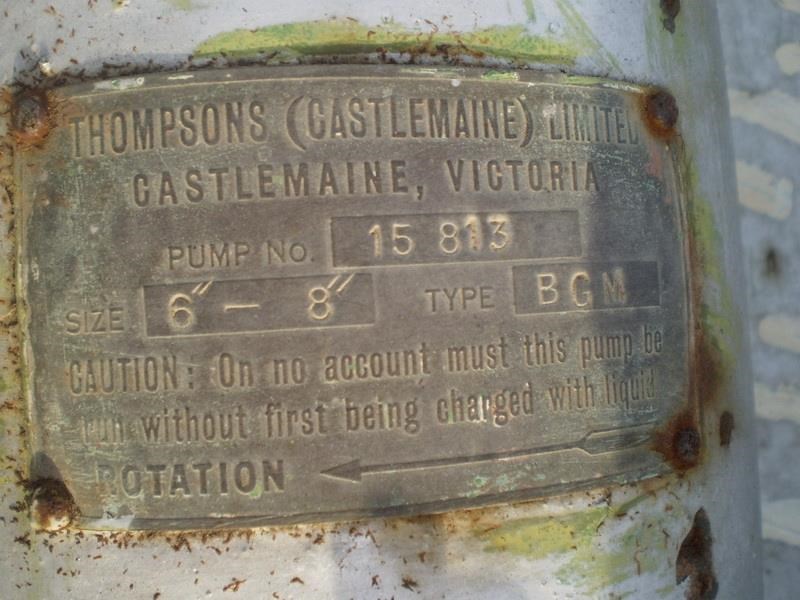 THOMPSONS (CASTLEMAINE) LIMITED
CASTLEMAINE, VICTORIA
PUMP No. 15 813
SIZE 6" — 8" TYPE BGM
CAUTION: On no account must this pump be
run without first being charged with liquid
ROTATION